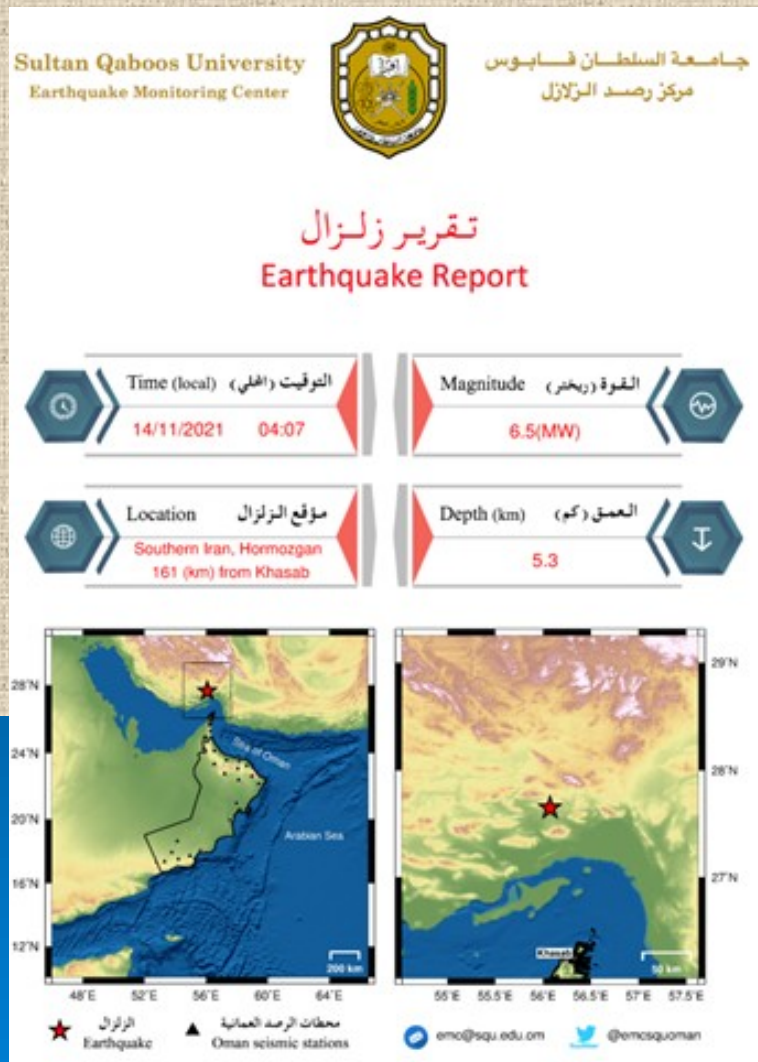 Sultan Qaboos University
Earthquake Monitoring Center
جامعة السلطان قابوس
مركز رصد الزلازل
تقرير زلزال
Earthquake Report
Time (local) التوقيت (المحلي)
14/11/2021 04:07
Magnitude القوة (ريختر)
6.5(MW)
Location موقع الزلزال
Southern Iran, Hormozgan
161 (km) from Khasab
Depth (km) العمق (كم)
5.3
28°N
24°N
20°N
16°N
12°N
Sea of Oman
Arabian Sea
200 km
48°E 52°E 56°E 60°E 64°E
29°N
28°N
27°N
Khasab
50 km
55°E 55.5°E 56°E 56.5°E 57°E 57.5°E
الزلزال
Earthquake
محطات الرصد العمانية
Oman seismic stations
emc@squ.edu.om
@emcsquoman